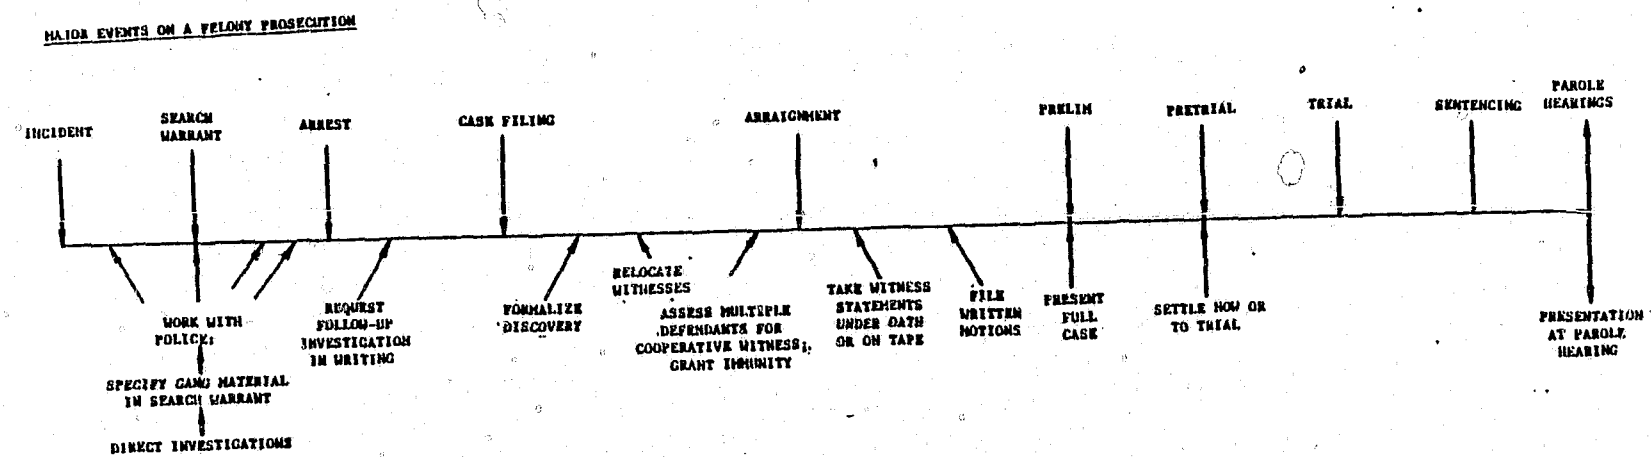 MAJOR EVENTS ON A FELONY PROSECUTION
INCIDENT
SEARCH
WARRANT
ARREST
CASE FILING
ARRAIGNMENT
PRELIM
PRETRIAL
TRIAL
SENTENCING
PAROLE
HEARINGS
WORK WITH
POLICE;
SPECIFY GANG MATERIAL
IN SEARCH WARRANT
DIRECT INVESTIGATIONS
REQUEST
FOLLOW-UP
INVESTIGATION
IN WRITING
FORMALIZE
DISCOVERY
RELOCATE
WITNESSES
ASSESS MULTIPLE
DEFENDANTS FOR
COOPERATIVE WITNESS;
GRANT IMMUNITY
TAKE WITNESS
STATEMENTS
UNDER OATH
OR ON TAPE
FILE
WRITTEN
MOTIONS
PRESENT
FULL
CASE
SETTLE NOW OR
TO TRIAL
PRESENTATION
AT PAROLE
HEARING